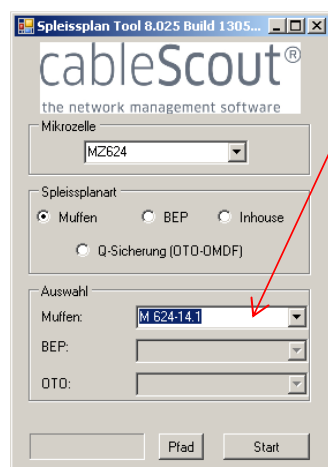 Spleissplan Tool 8.025 Build 1305...
cableScout®
the network management software
Mikrozelle
MZ624
Spleissplanart
Muffen BEP Inhouse
Q-Sicherung (OTO-OMDF)
Auswahl
Muffen: M 624-14.1
BEP:
OTO:
Pfad Start